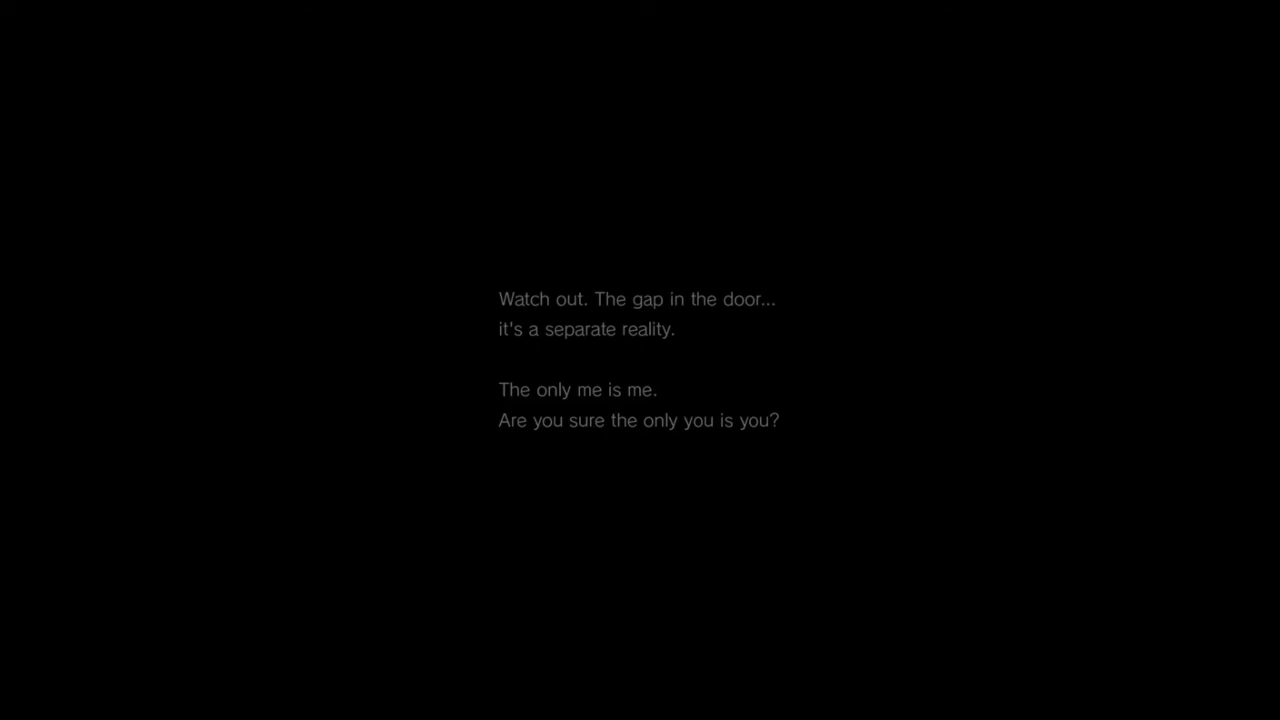 Watch out. The gap in the door...
it's a separate reality.
The only me is me.
Are you sure the only you is you?